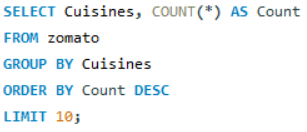 SELECT Cuisines, COUNT(*) AS Count
FROM zomato
GROUP BY Cuisines
ORDER BY Count DESC
LIMIT 10;